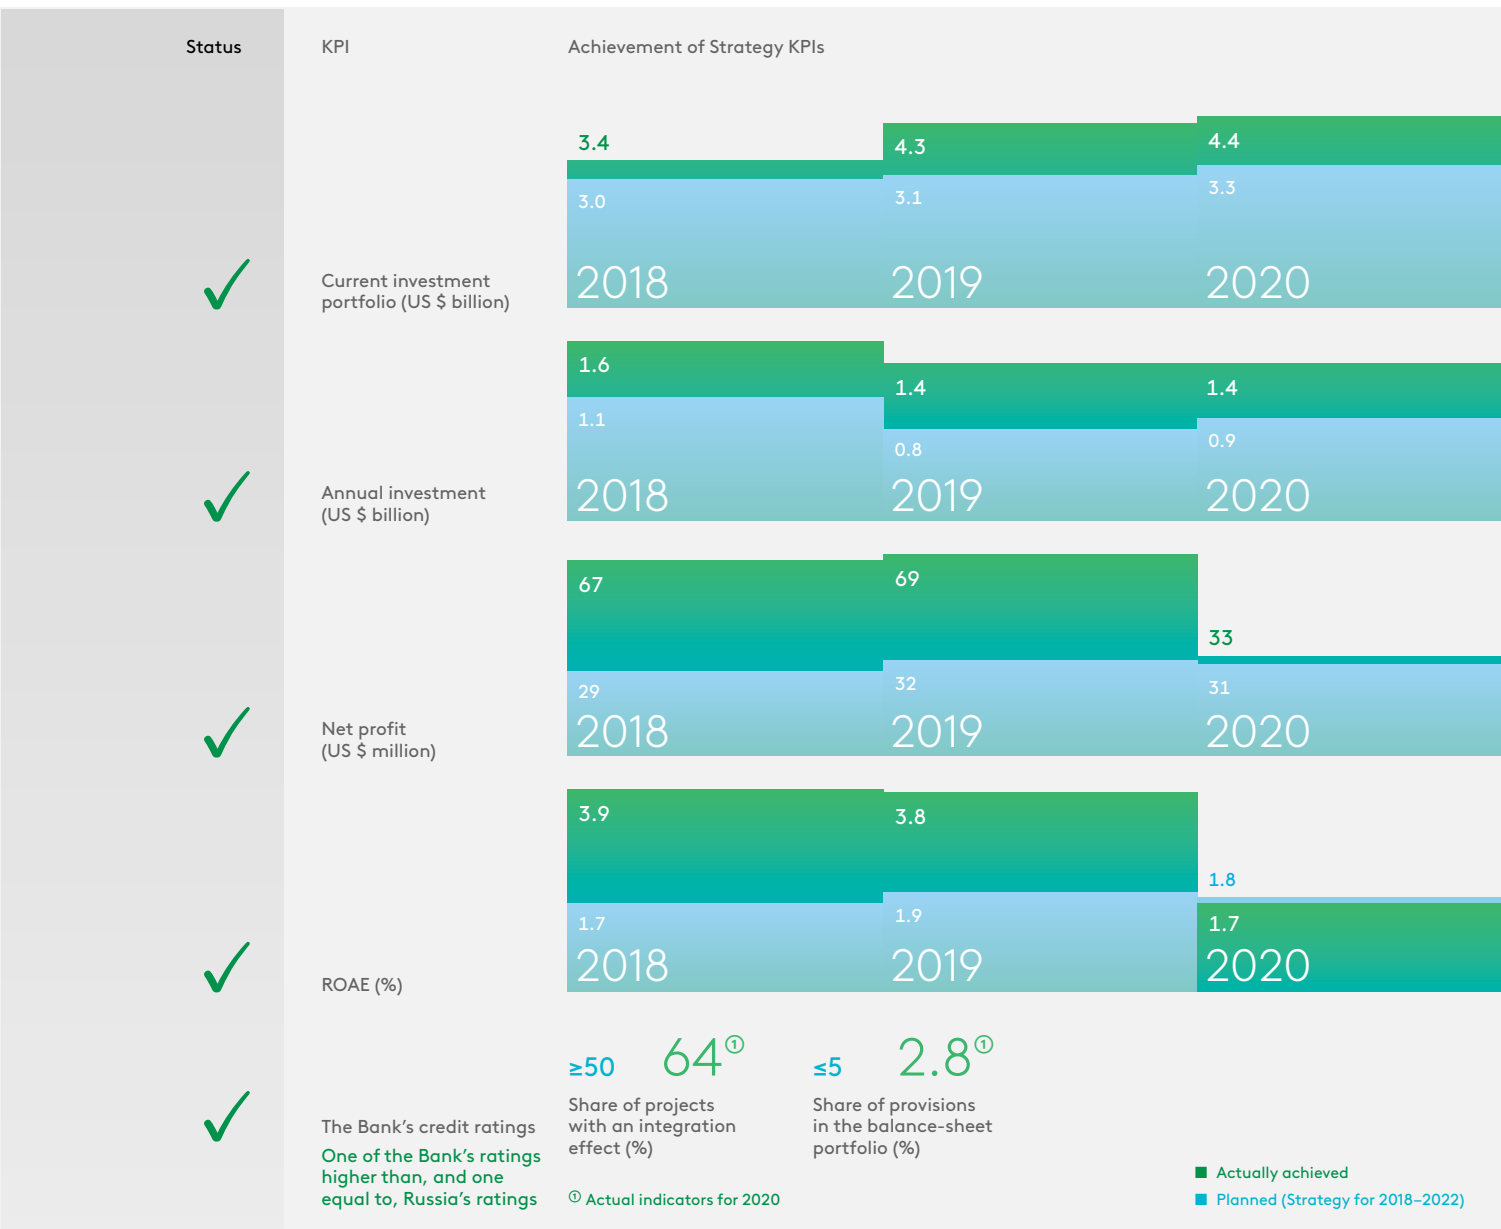 Status
KPI
Achievement of Strategy KPIs
3.4
4.3
4.4
3.0
3.1
3.3
2018
2019
2020
Current investment
portfolio (US $ billion)
1.6
1.4
1.4
1.1
0.8
0.9
2018
2019
2020
Annual investment
(US $ billion)
67
69
33
29
32
31
2018
2019
2020
Net profit
(US $ million)
3.9
3.8
1.8
1.7
1.9
1.7
2018
2019
2020
ROAE (%)
≥50
64①
≤5
2.8①
Share of projects
with an integration
effect (%)
Share of provisions
in the balance-sheet
portfolio (%)
The Bank’s credit ratings
One of the Bank’s ratings
higher than, and one
equal to, Russia’s ratings
① Actual indicators for 2020
Actually achieved
Planned (Strategy for 2018–2022)